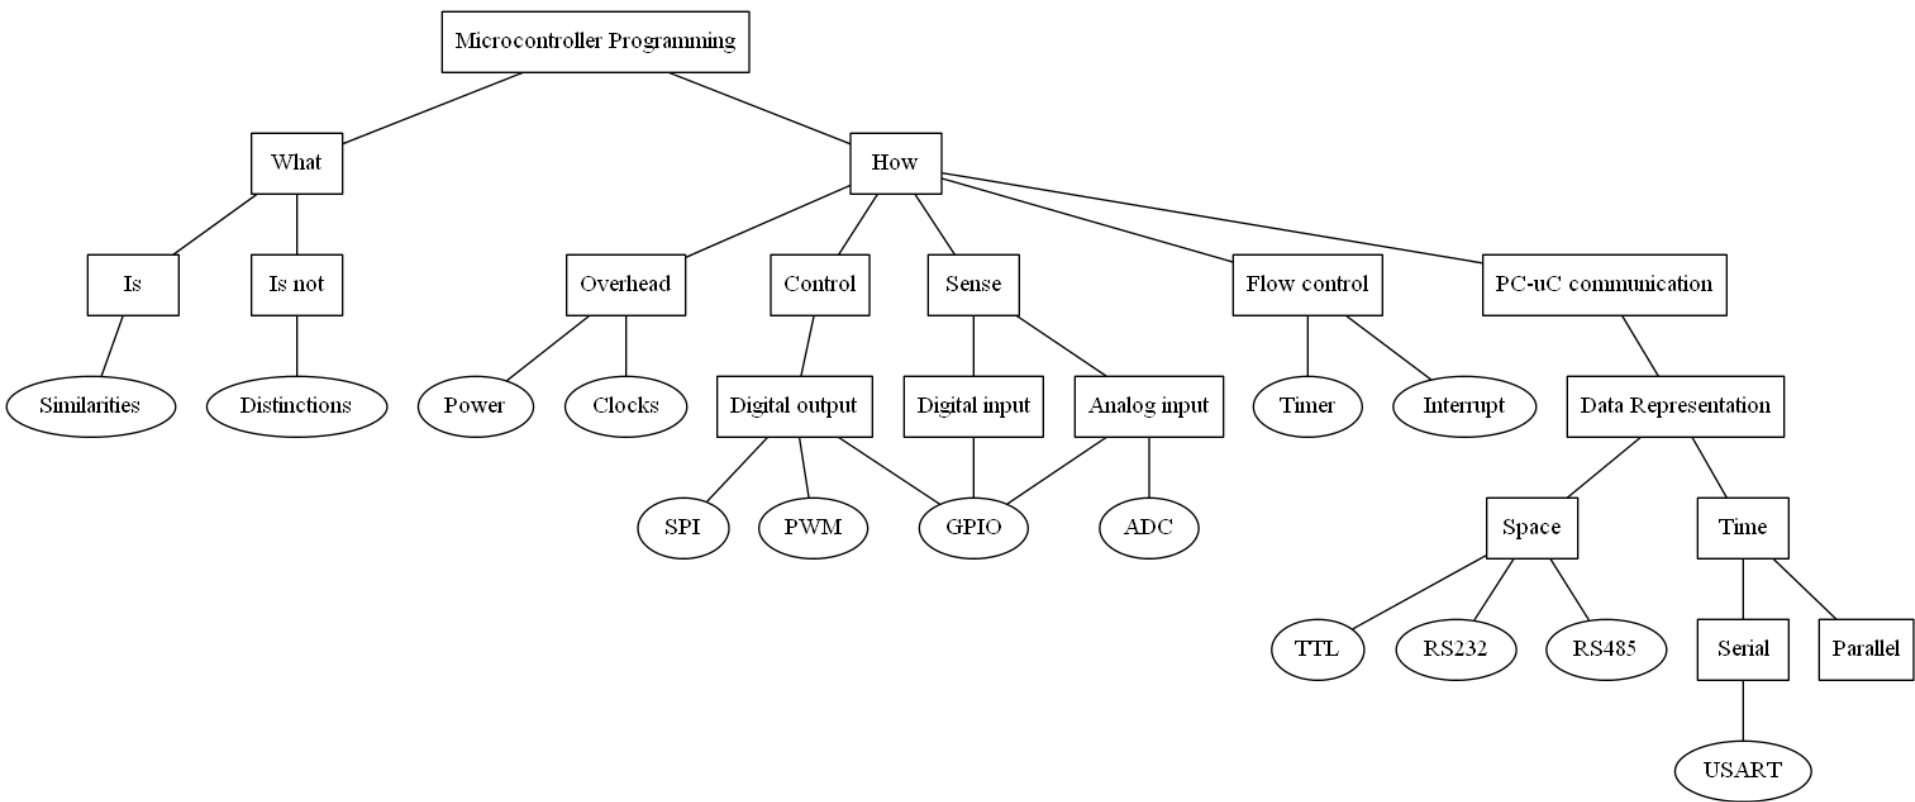 Microcontroller Programming
What
How
Is
Is not
Overhead
Control
Sense
Flow control
PC-uC communication
Similarities
Distinctions
Power
Clocks
Digital output
Digital input
Analog input
Timer
Interrupt
Data Representation
SPI
PWM
GPIO
ADC
Space
Time
TTL
RS232
RS485
Serial
Parallel
USART